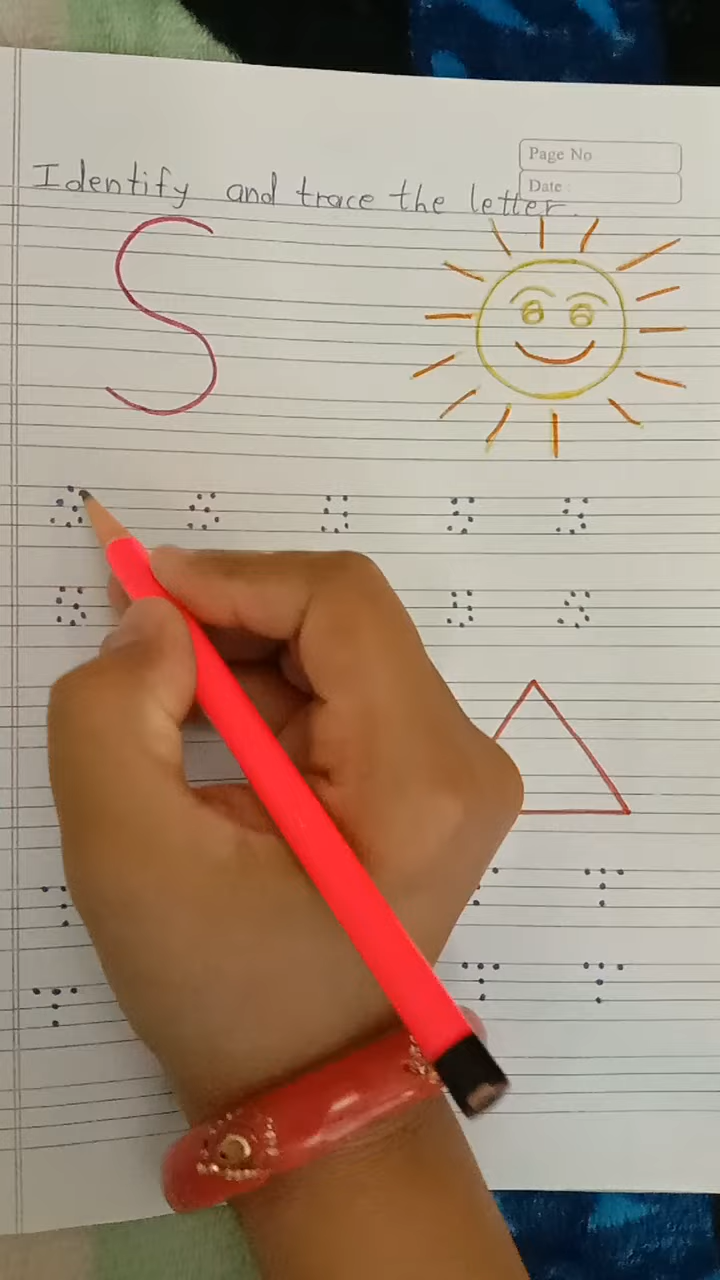 Page No
Date
Identify and trace the letter.
S
S S S S S
S S S
T T T
T T T